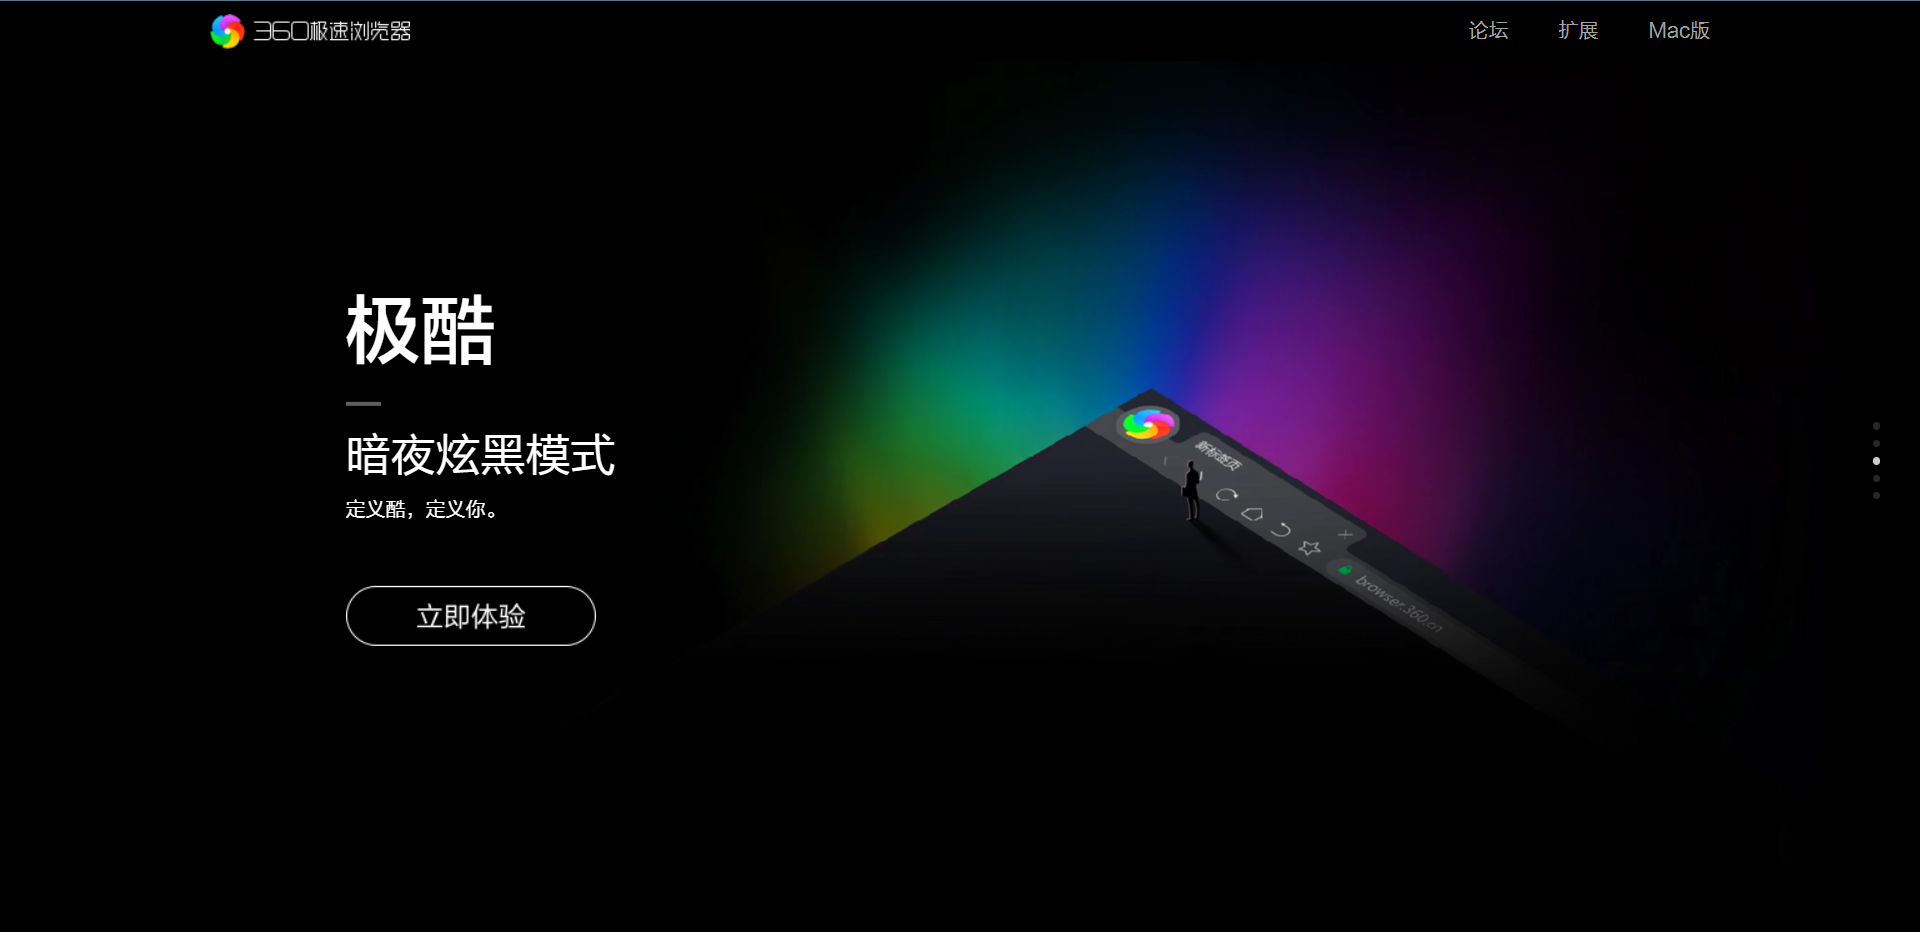 360极速浏览器
论坛
扩展
Mac版
极酷
暗夜炫黑模式
定义酷，定义你。
立即体验
新标签页
browser.360.cn